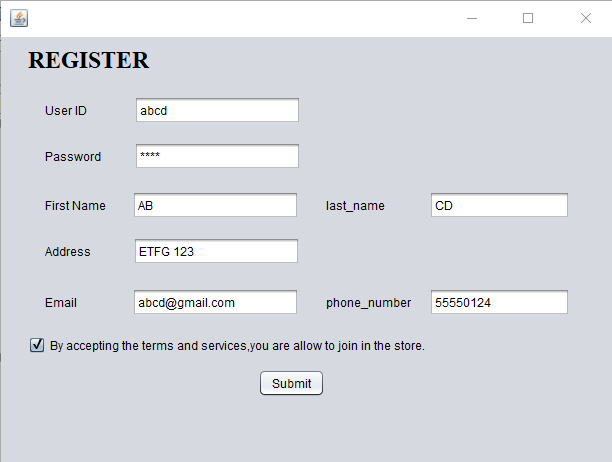 REGISTER
User ID abcd
Password ****
First Name AB last_name CD
Address ETFG 123
Email abcd@gmail.com phone_number 55550124
By accepting the terms and services,you are allow to join in the store.
Submit